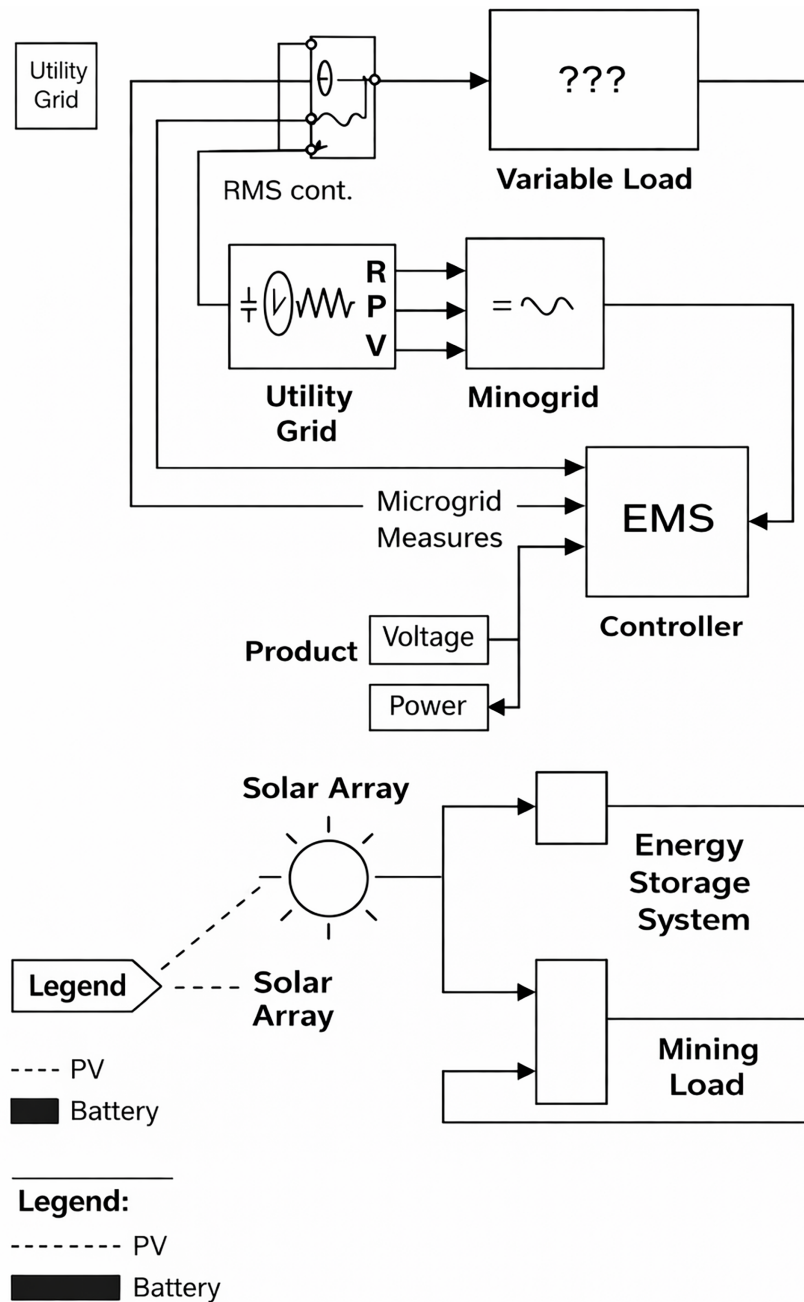 Utility
Grid
???
Variable Load
RMS cont.
R
P
V
Utility
Grid
= 
Minogrid
Microgrid
Measures
EMS
Controller
Product
Voltage
Power
Solar Array
Energy
Storage
System
Legend
Solar
Array
Mining
Load
PV
Battery
Legend:
PV
Battery